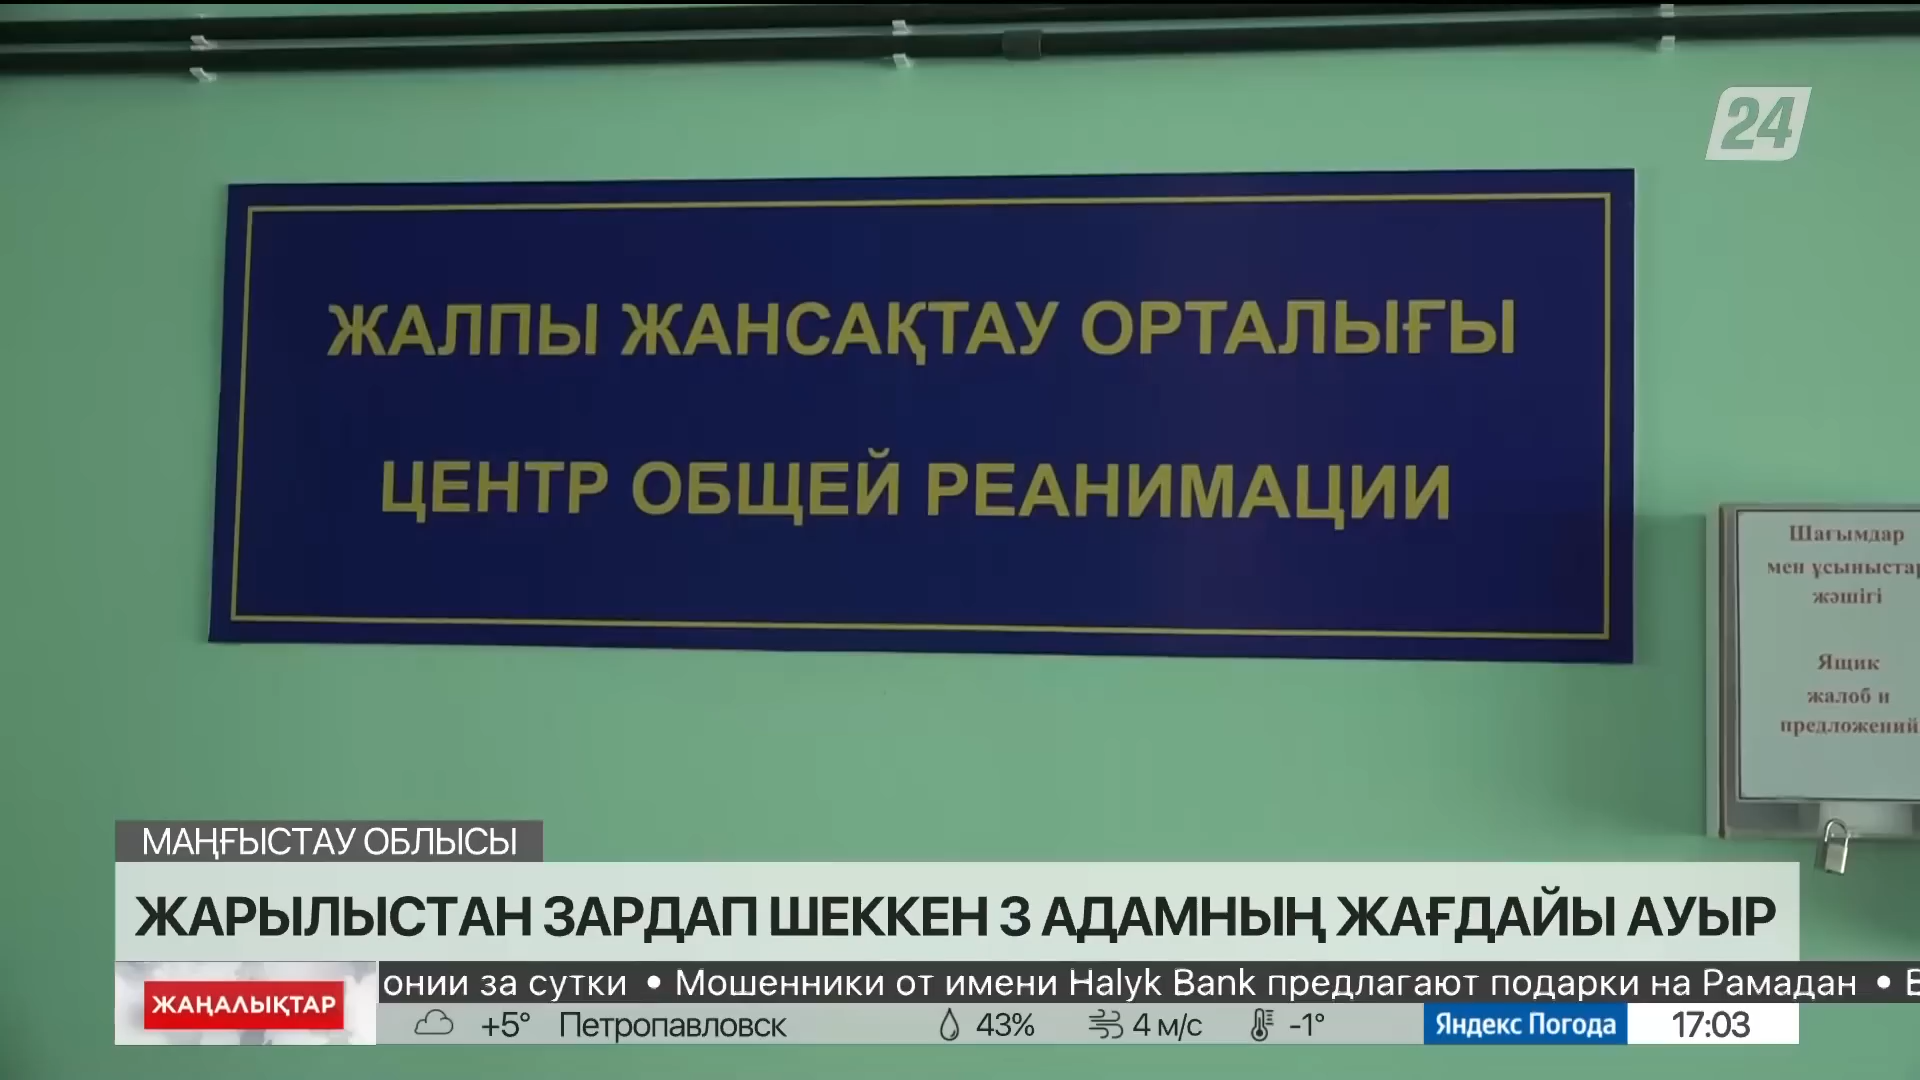 24
ЖАЛПЫ ЖАНСАҚТАУ ОРТАЛЫҒЫ
ЦЕНТР ОБЩЕЙ РЕАНИМАЦИИ
Шағымдар
мен ұсыныстар
жәшігі
Ящик
жалоб и
предложений
МАҢҒЫСТАУ ОБЛЫСЫ
ЖАРЫЛЫСТАН ЗАРДАП ШЕККЕН 3 АДАМНЫҢ ЖАҒДАЙЫ АУЫР
ЖАҢАЛЫҚТАР
онии за сутки • Мошенники от имени Halyk Bank предлагают подарки на Рамадан •
+5° Петропавловск 43% 4 м/с -1° Яндекс Погода 17:03